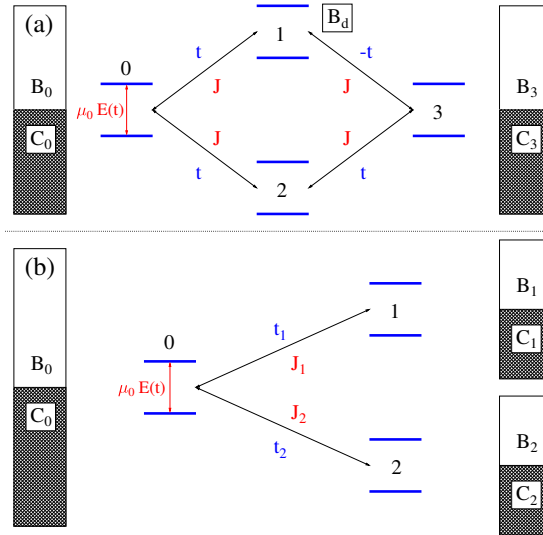 (a)
B_d
1
t
-t
B_0
0
B_3
J
J
μ_0 E(t)
3
C_0
C_3
J
J
t
t
2
(b)
B_1
1
t_1
0
B_0
J_1
C_1
μ_0 E(t)
C_0
J_2
t_2
B_2
2
C_2